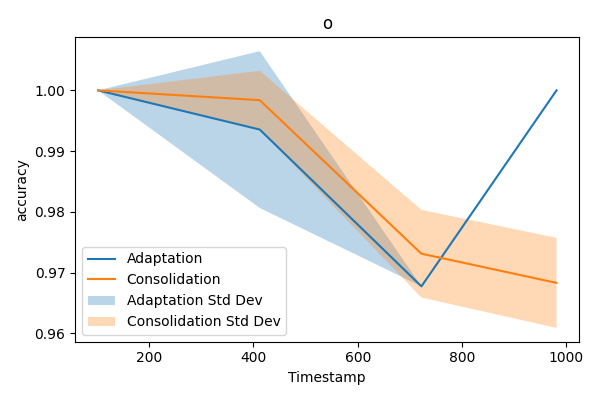 o
accuracy
1.00
0.99
0.98
0.97
0.96
Adaptation
Consolidation
Adaptation Std Dev
Consolidation Std Dev
200
400
600
800
1000
Timestamp